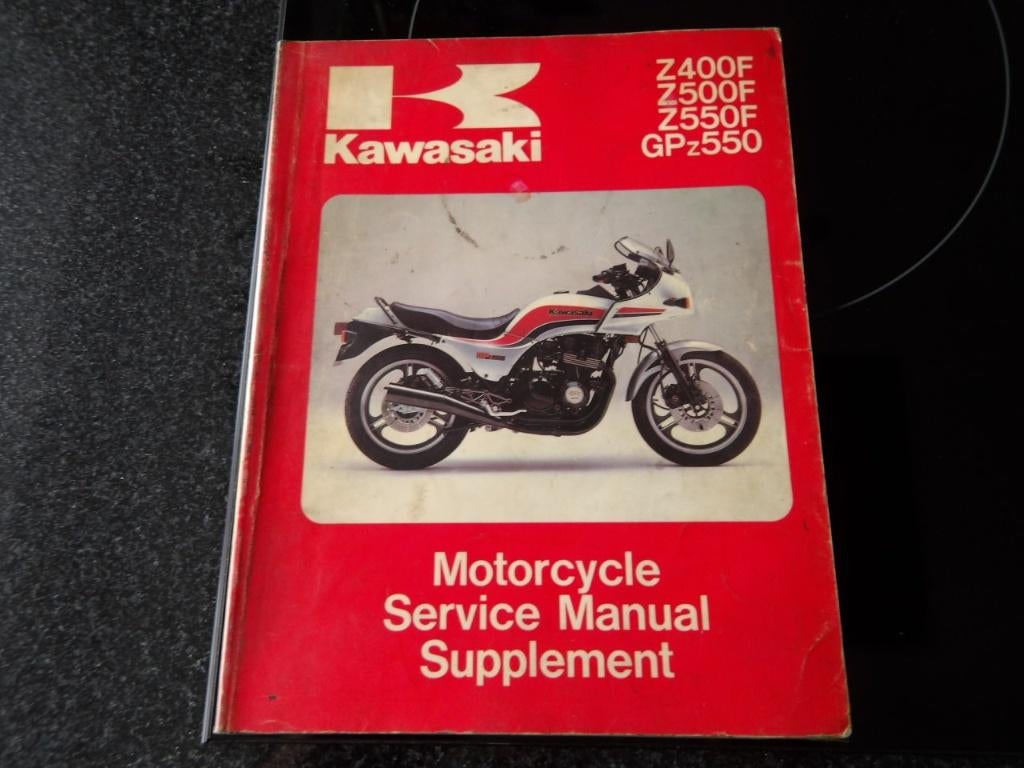 Kawasaki
Z400F
Z500F
Z550F
GPz550
Kawasaki
Motorcycle
Service Manual
Supplement